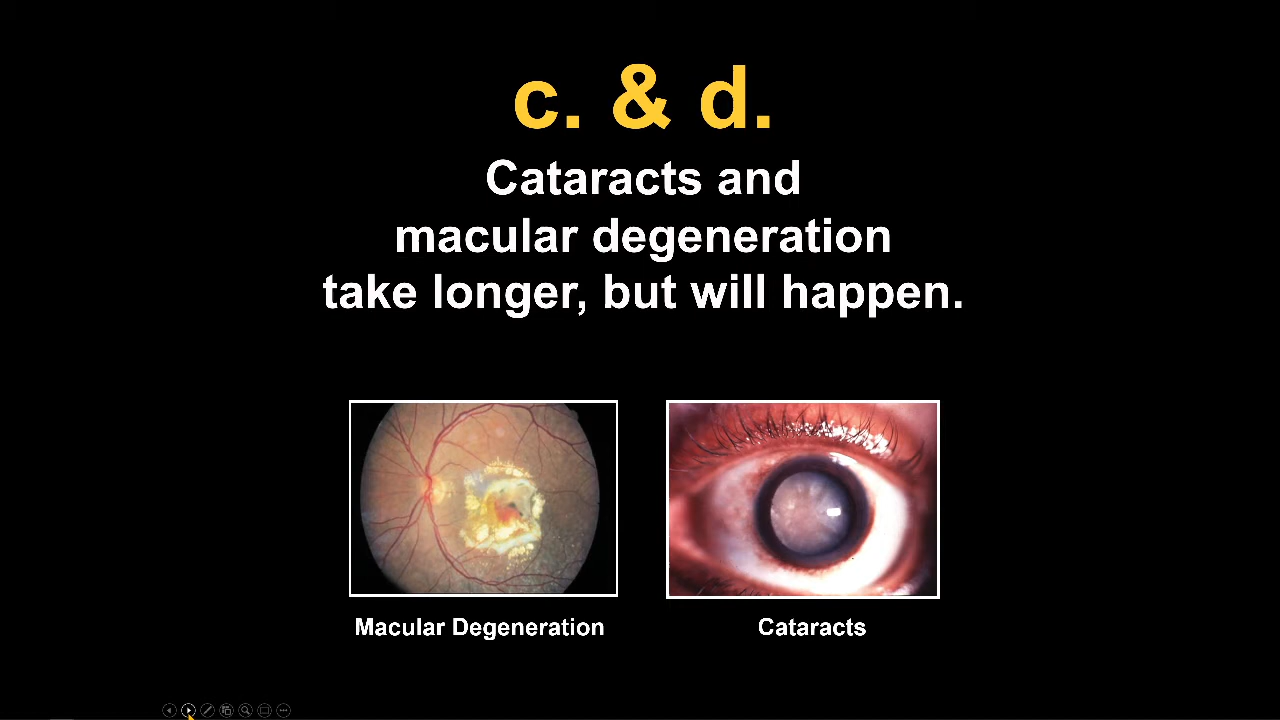 c. & d.
Cataracts and
macular degeneration
take longer, but will happen.
Macular Degeneration
Cataracts